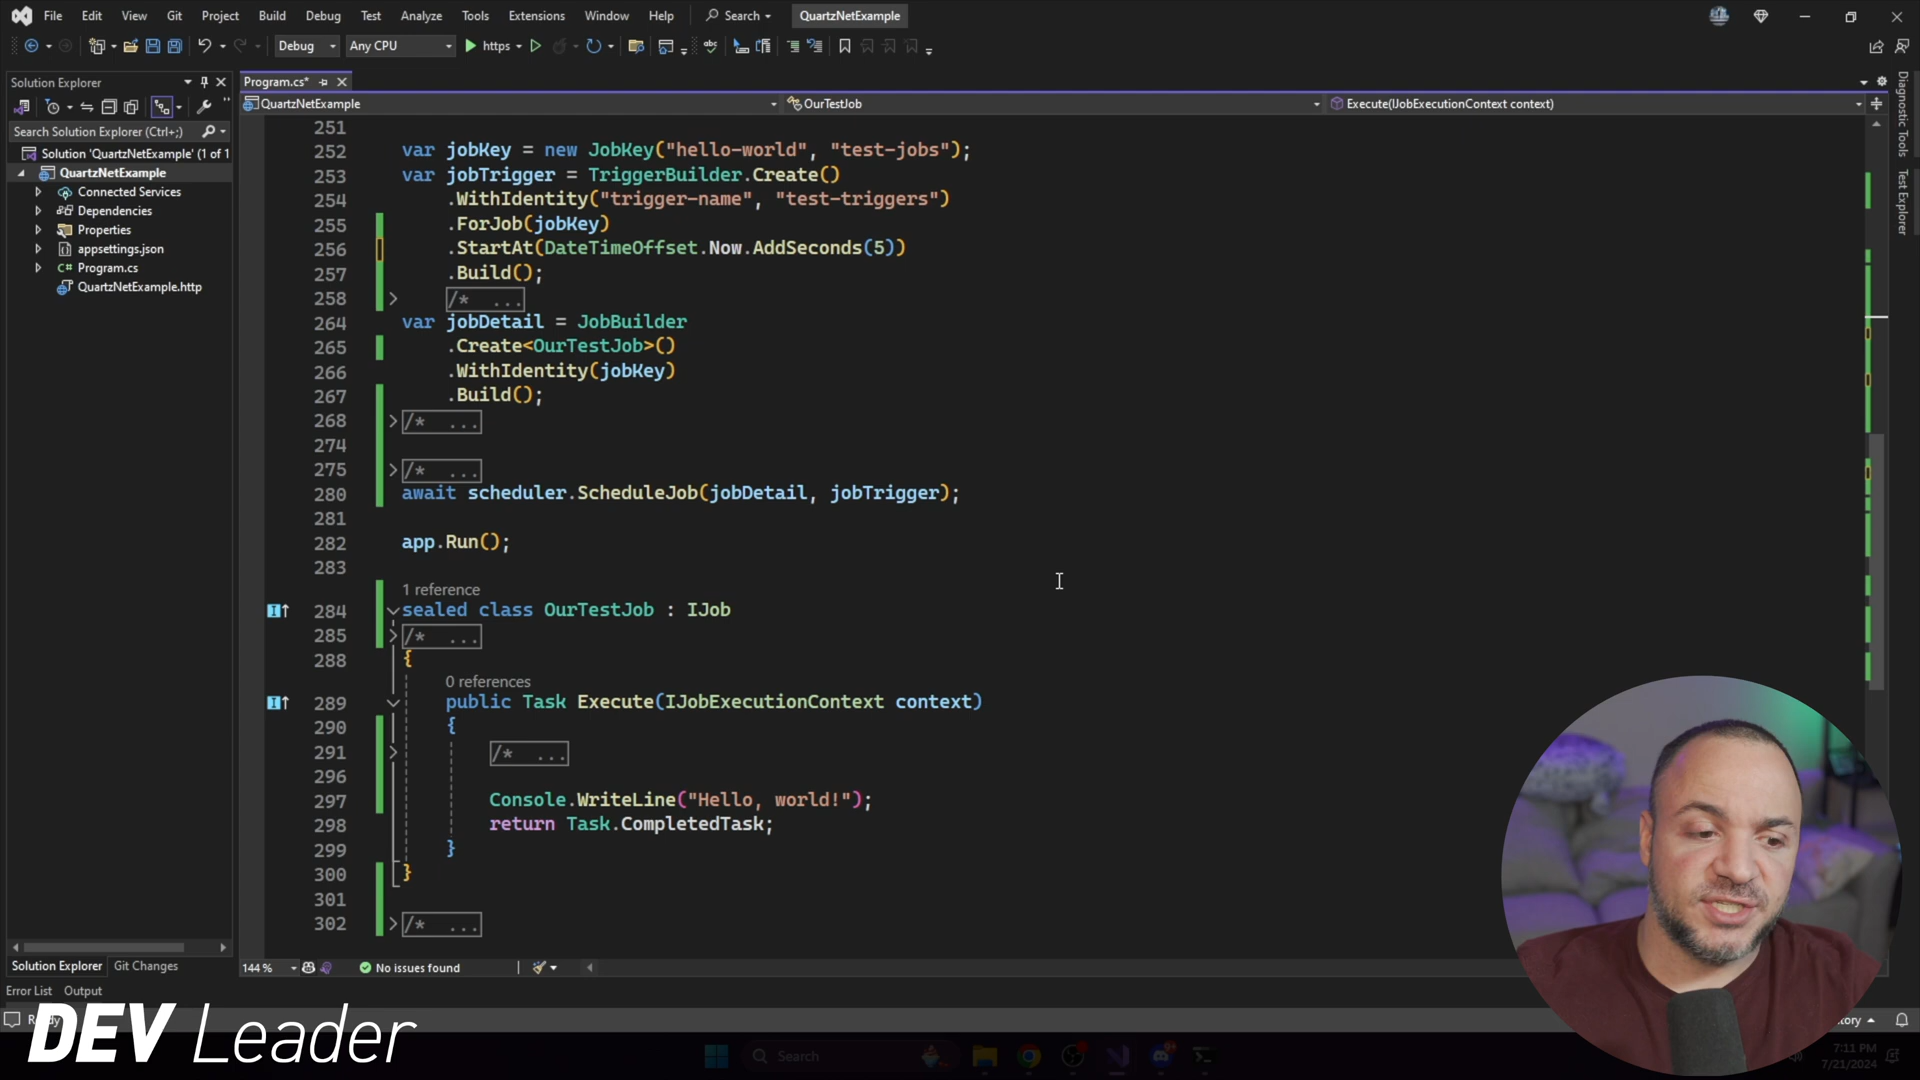 File Edit View Git Project Build Debug Test Analyze Tools Extensions Window Help Search QuartzNetExample
Debug Any CPU https
Solution Explorer
Search Solution Explorer (Ctrl+;)
Solution 'QuartzNetExample' (1 of 1
QuartzNetExample
Connected Services
Dependencies
Properties
appsettings.json
C# Program.cs
QuartzNetExample.http
Solution Explorer Git Changes
Error List Output
Program.cs*
QuartzNetExample OurTestJob Execute(IJobExecutionContext context)
251
252 var jobKey = new JobKey("hello-world", "test-jobs");
253 var jobTrigger = TriggerBuilder.Create()
254 .WithIdentity("trigger-name", "test-triggers")
255 .ForJob(jobKey)
256 .StartAt(DateTimeOffset.Now.AddSeconds(5))
257 .Build();
258 /* ...
264 var jobDetail = JobBuilder
265 .Create<OurTestJob>()
266 .WithIdentity(jobKey)
267 .Build();
268 /* ...
274
275 /* ...
280 await scheduler.ScheduleJob(jobDetail, jobTrigger);
281
282 app.Run();
283
1 reference
284 sealed class OurTestJob : IJob
285 /* ...
288 {
0 references
289 public Task Execute(IJobExecutionContext context)
290 {
291 /* ...
296
297 Console.WriteLine("Hello, world!");
298 return Task.CompletedTask;
299 }
300 }
301
302 /* ...
144 % No issues found
Diagnostic Tools
Test Explorer
DEV Leader
Search
7:11 PM
7/21/2024